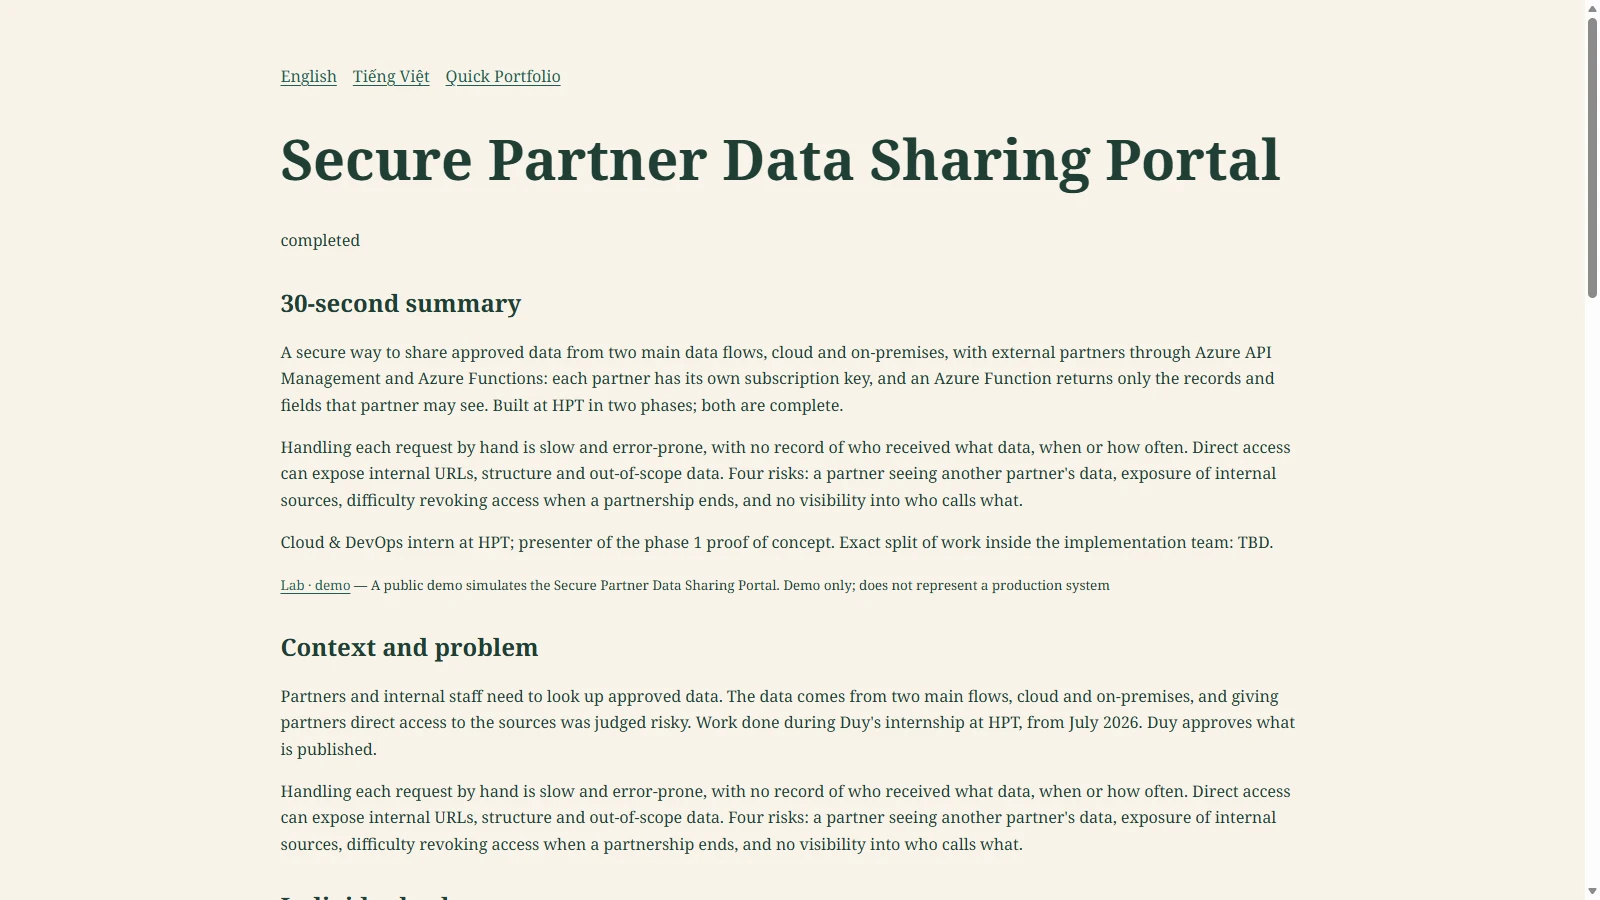 English Tiếng Việt Quick Portfolio
Secure Partner Data Sharing Portal
completed
30-second summary
A secure way to share approved data from two main data flows, cloud and on-premises, with external partners through Azure API
Management and Azure Functions: each partner has its own subscription key, and an Azure Function returns only the records and
fields that partner may see. Built at HPT in two phases; both are complete.
Handling each request by hand is slow and error-prone, with no record of who received what data, when or how often. Direct access
can expose internal URLs, structure and out-of-scope data. Four risks: a partner seeing another partner's data, exposure of internal
sources, difficulty revoking access when a partnership ends, and no visibility into who calls what.
Cloud & DevOps intern at HPT; presenter of the phase 1 proof of concept. Exact split of work inside the implementation team: TBD.
Lab · demo — A public demo simulates the Secure Partner Data Sharing Portal. Demo only; does not represent a production system
Context and problem
Partners and internal staff need to look up approved data. The data comes from two main flows, cloud and on-premises, and giving
partners direct access to the sources was judged risky. Work done during Duy's internship at HPT, from July 2026. Duy approves what
is published.
Handling each request by hand is slow and error-prone, with no record of who received what data, when or how often. Direct access
can expose internal URLs, structure and out-of-scope data. Four risks: a partner seeing another partner's data, exposure of internal
sources, difficulty revoking access when a partnership ends, and no visibility into who calls what.